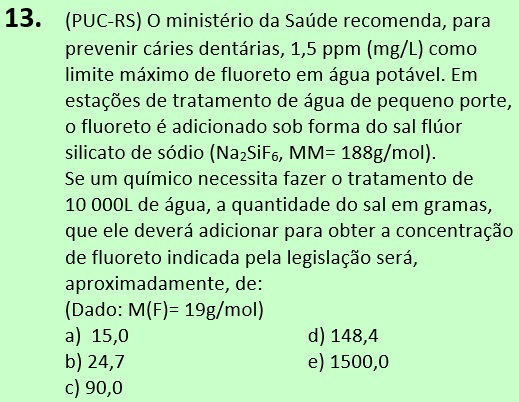 13. (PUC-RS) O ministério da Saúde recomenda, para
prevenir cáries dentárias, 1,5 ppm (mg/L) como
limite máximo de fluoreto em água potável. Em
estações de tratamento de água de pequeno porte,
o fluoreto é adicionado sob forma do sal flúor
silicato de sódio (Na₂SiF₆, MM= 188g/mol).
Se um químico necessita fazer o tratamento de
10 000L de água, a quantidade do sal em gramas,
que ele deverá adicionar para obter a concentração
de fluoreto indicada pela legislação será,
aproximadamente, de:
(Dado: M(F)= 19g/mol)
a) 15,0 d) 148,4
b) 24,7 e) 1500,0
c) 90,0